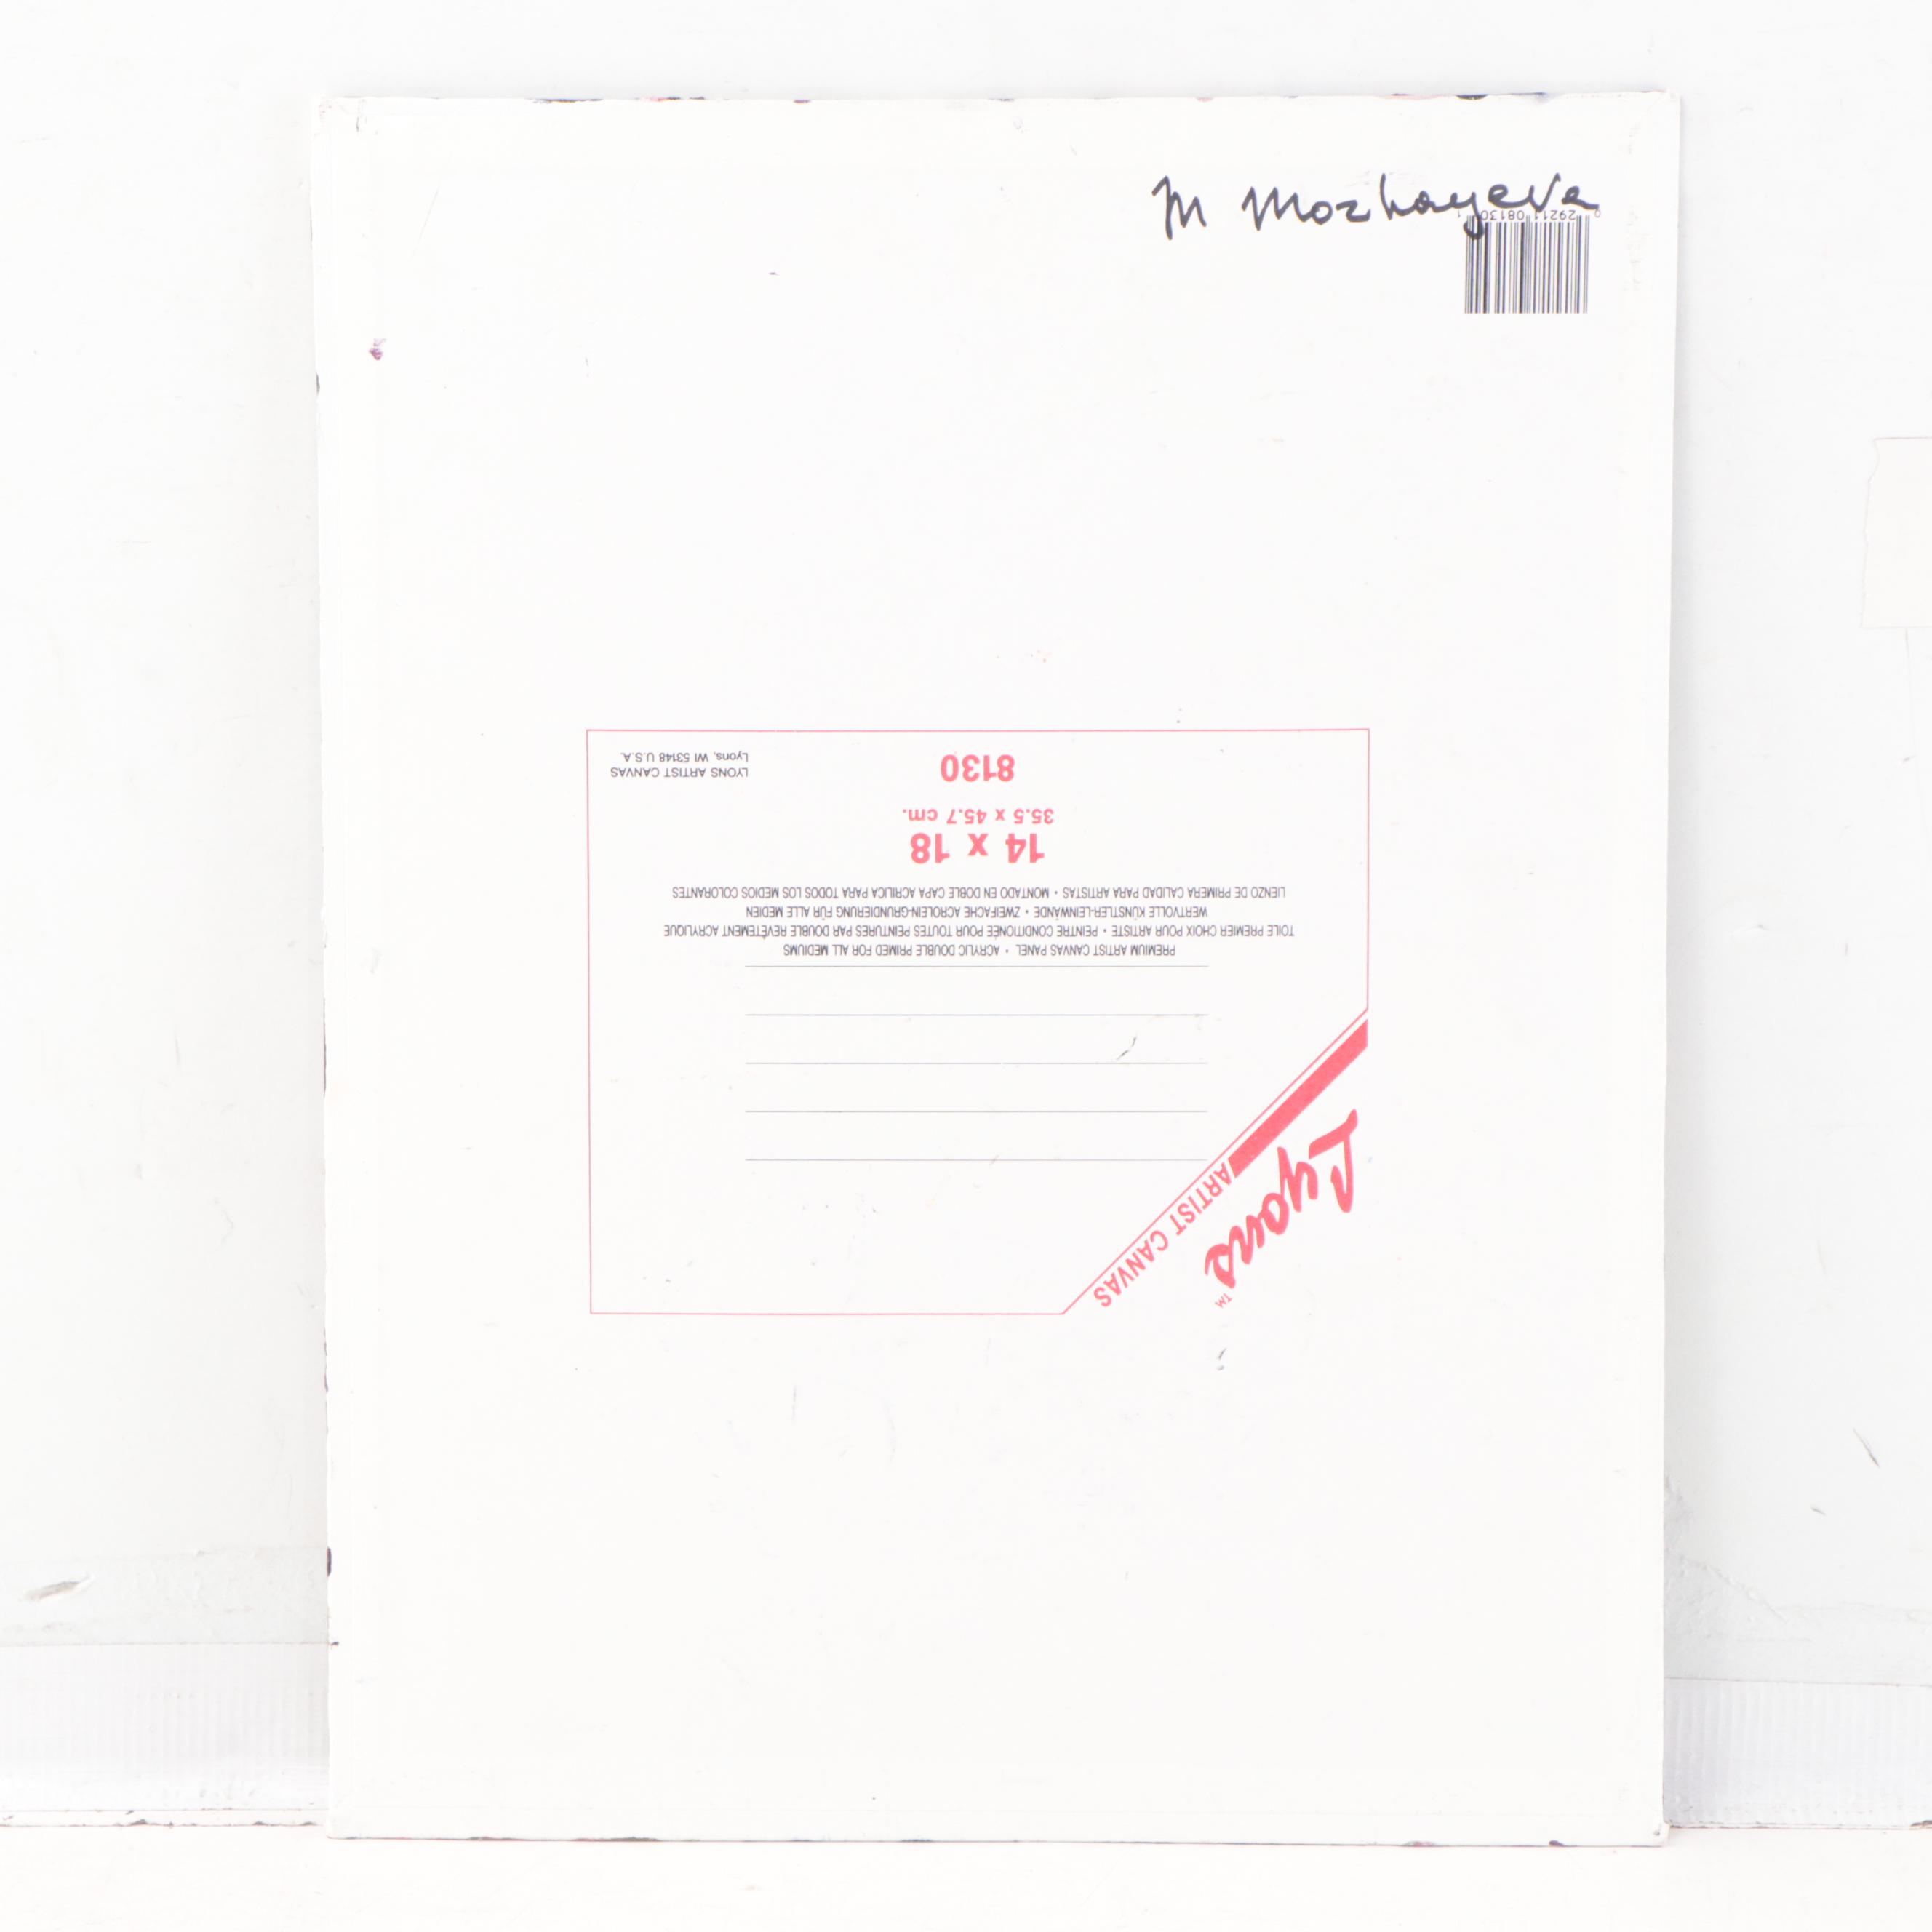 M Mozhayeva
0 29211 08130 1
Lyons™
ARTIST CANVAS
PREMIUM ARTIST CANVAS PANEL • ACRYLIC DOUBLE PRIMED FOR ALL MEDIUMS
TOILE PREMIER CHOIX POUR ARTISTE • PEINTRE CONDITIONÉE POUR TOUTES PEINTURES PAR DOUBLE REVÊTEMENT ACRYLIQUE
WERTVOLLE KÜNSTLER-LEINWÄNDE • ZWEIFACHE ACROLEIN-GRUNDIERUNG FÜR ALLE MEDIEN
LIENZO DE PRIMERA CALIDAD PARA ARTISTAS • MONTADO EN DOBLE CAPA ACRILICA PARA TODOS LOS MEDIOS COLORANTES
14 x 18
35.5 x 45.7 cm.
8130
LYONS ARTIST CANVAS
Lyons, WI 53148 U.S.A.